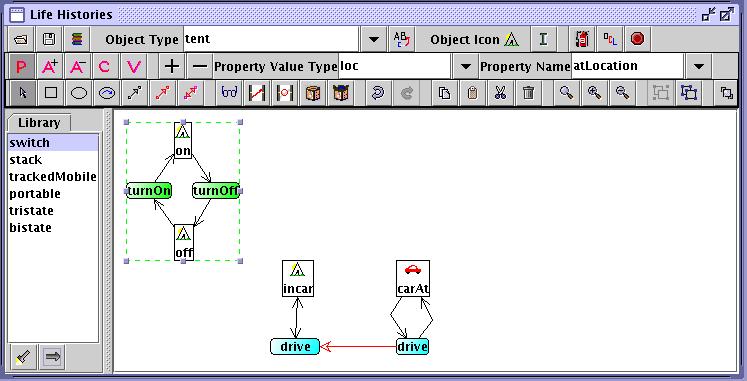 Life Histories
Object Type tent Object Icon I
P A+ A- C V Property Value Type loc Property Name atLocation
Library
switch
stack
trackedMobile
portable
tristate
bistate
on
turnOn turnOff
off
incar carAt
drive drive